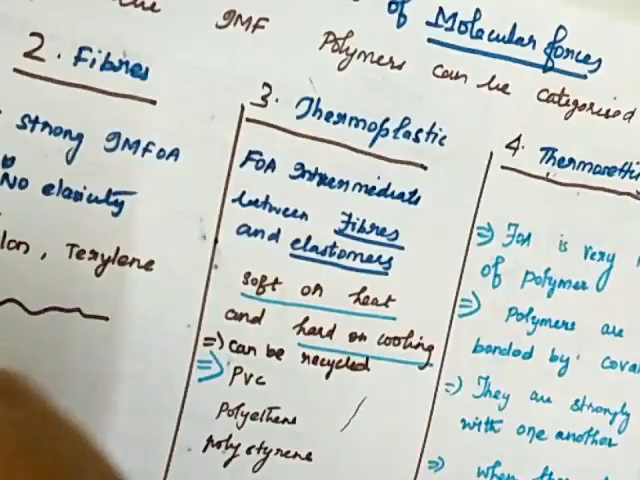 of Molecular forces
IMF Polymers can be categorised
2. Fibres
Strong IMFOA
No elasticity
lon, Terylene
3. Thermoplastic
FOA Intermediate
between Fibres
and elastomers
soft on heat
and hard on cooling
=) can be recycled
=> PVC
Polyethene
polystyrene
4. Thermosetti
=> FOA is very
of polymer
=> Polymers are
bonded by cova
=) They are strongly
with one another
=> when